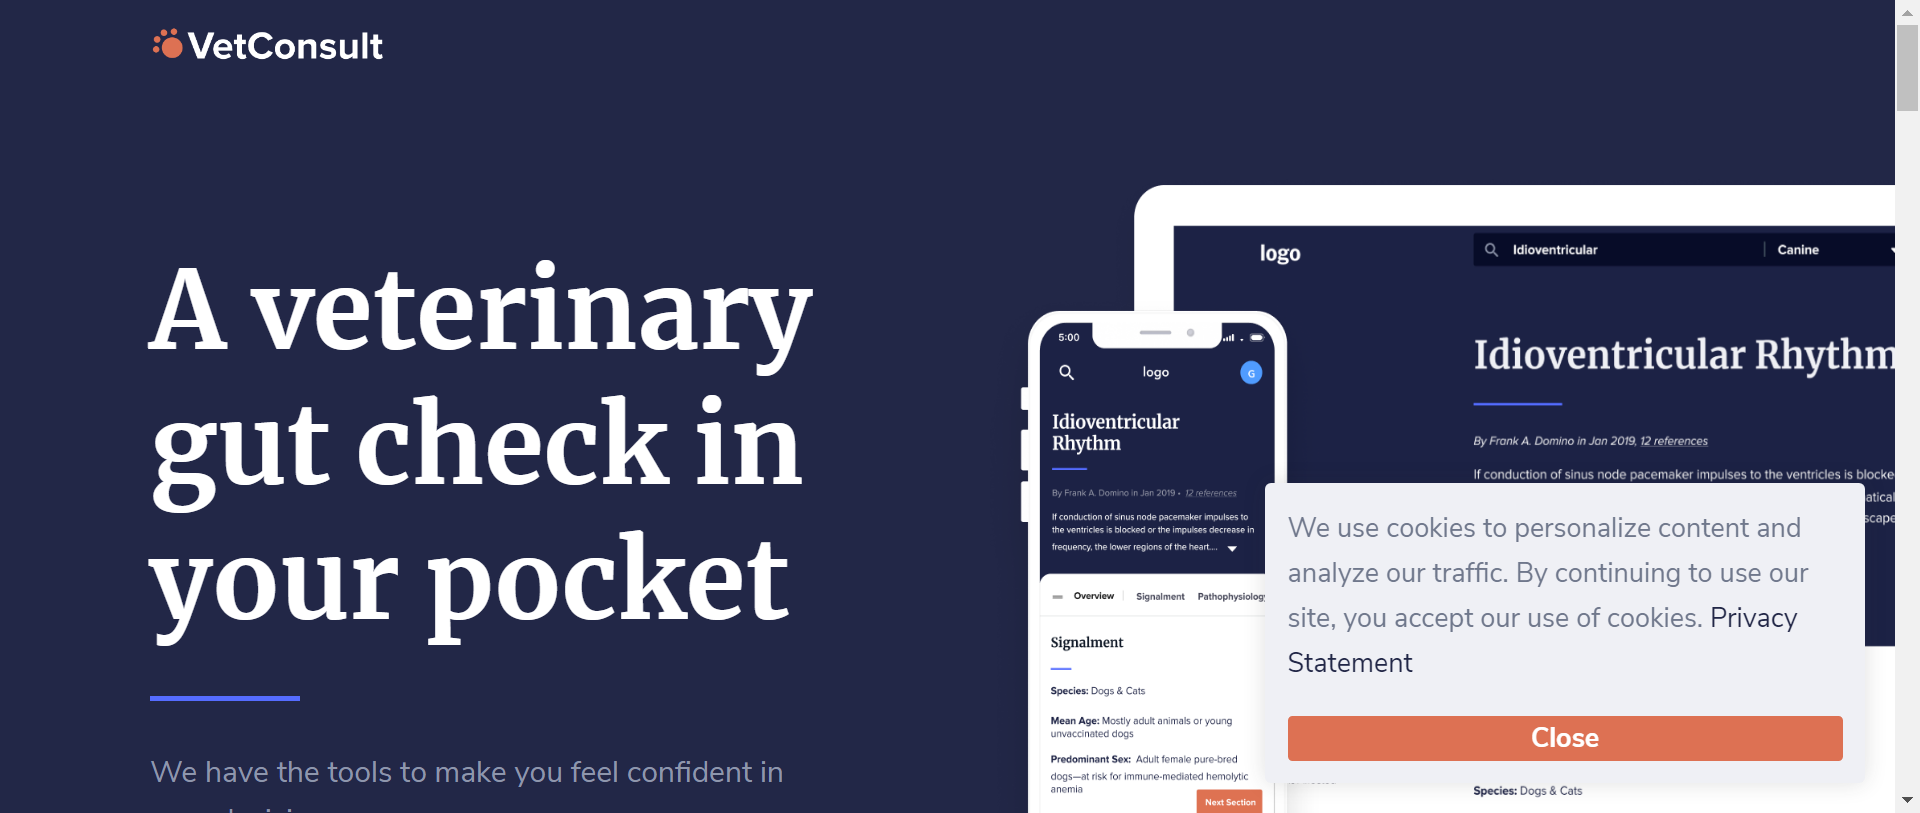 VetConsult
A veterinary
gut check in
your pocket
We have the tools to make you feel confident in
logo
Idioventricular
Canine
Idioventricular Rhythm
By Frank A. Domino in Jan 2019, 12 references
If conduction of sinus node pacemaker impulses to the ventricles is blocke
5:00
logo
G
Idioventricular
Rhythm
By Frank A. Domino in Jan 2019 • 12 references
If conduction of sinus node pacemaker impulses to
the ventricles is blocked or the impulses decrease in
frequency, the lower regions of the heart....
Overview
Signalment
Pathophysiology
Signalment
Species: Dogs & Cats
Mean Age: Mostly adult animals or young
unvaccinated dogs
Predominant Sex: Adult female pure-bred
dogs—at risk for immune-mediated hemolytic
anemia
Next Section
We use cookies to personalize content and
analyze our traffic. By continuing to use our
site, you accept our use of cookies. Privacy
Statement
Close
Species: Dogs & Cats